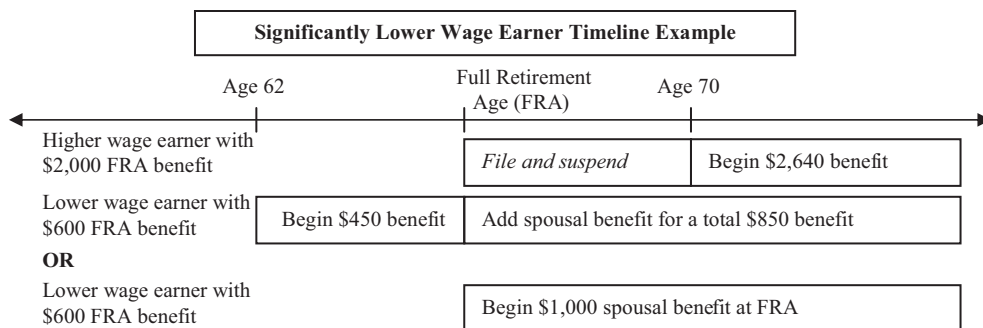 Significantly Lower Wage Earner Timeline Example
Age 62
Full Retirement
Age (FRA)
Age 70
Higher wage earner with
$2,000 FRA benefit
File and suspend
Begin $2,640 benefit
Lower wage earner with
$600 FRA benefit
Begin $450 benefit
Add spousal benefit for a total $850 benefit
OR
Lower wage earner with
$600 FRA benefit
Begin $1,000 spousal benefit at FRA